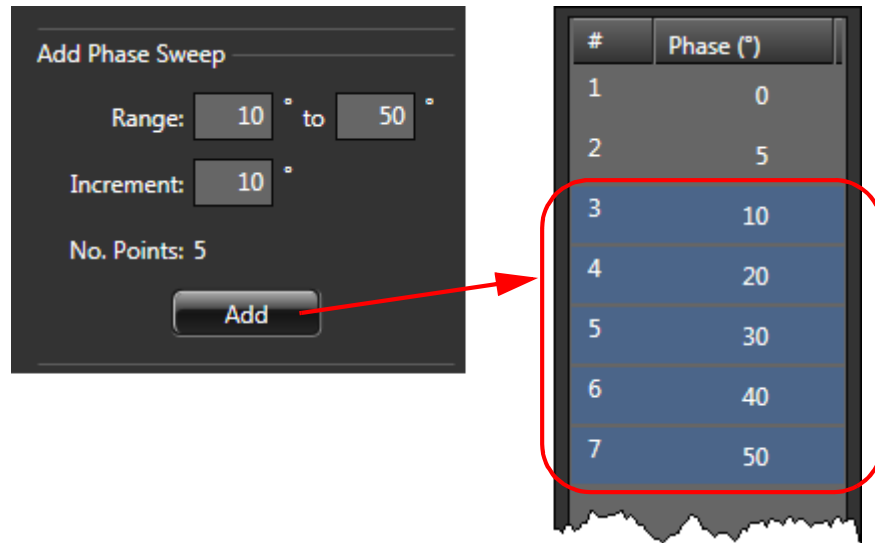 Add Phase Sweep
Range: 10 ° to 50 °
Increment: 10 °
No. Points: 5
Add
# Phase (°)
1 0
2 5
3 10
4 20
5 30
6 40
7 50